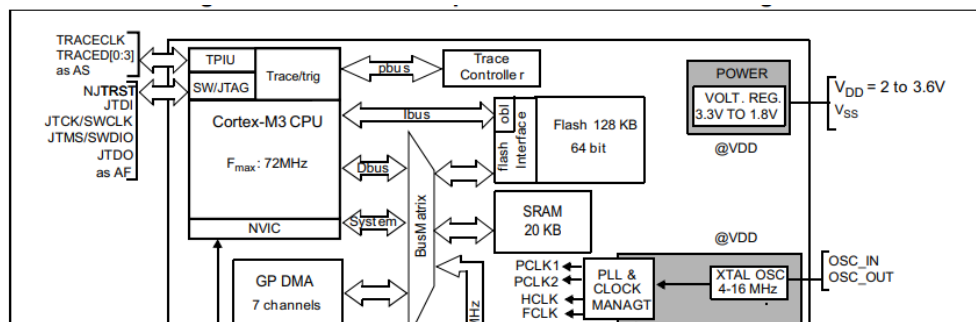 TRACECLK
TRACED[0:3]
as AS
NJTRST
JTDI
JTCK/SWCLK
JTMS/SWDIO
JTDO
as AF
TPIU
SW/JTAG
Trace/trig
Cortex-M3 CPU
Fmax: 72MHz
NVIC
GP DMA
7 channels
pbus
Ibus
Dbus
System
BusMatrix
Trace
Controller
obl
flash
Interface
Flash 128 KB
64 bit
SRAM
20 KB
PCLK1
PCLK2
HCLK
FCLK
PLL &
CLOCK
MANAGT
POWER
VOLT. REG.
3.3V TO 1.8V
@VDD
VDD = 2 to 3.6V
VSS
@VDD
XTAL OSC
4-16 MHz
OSC_IN
OSC_OUT